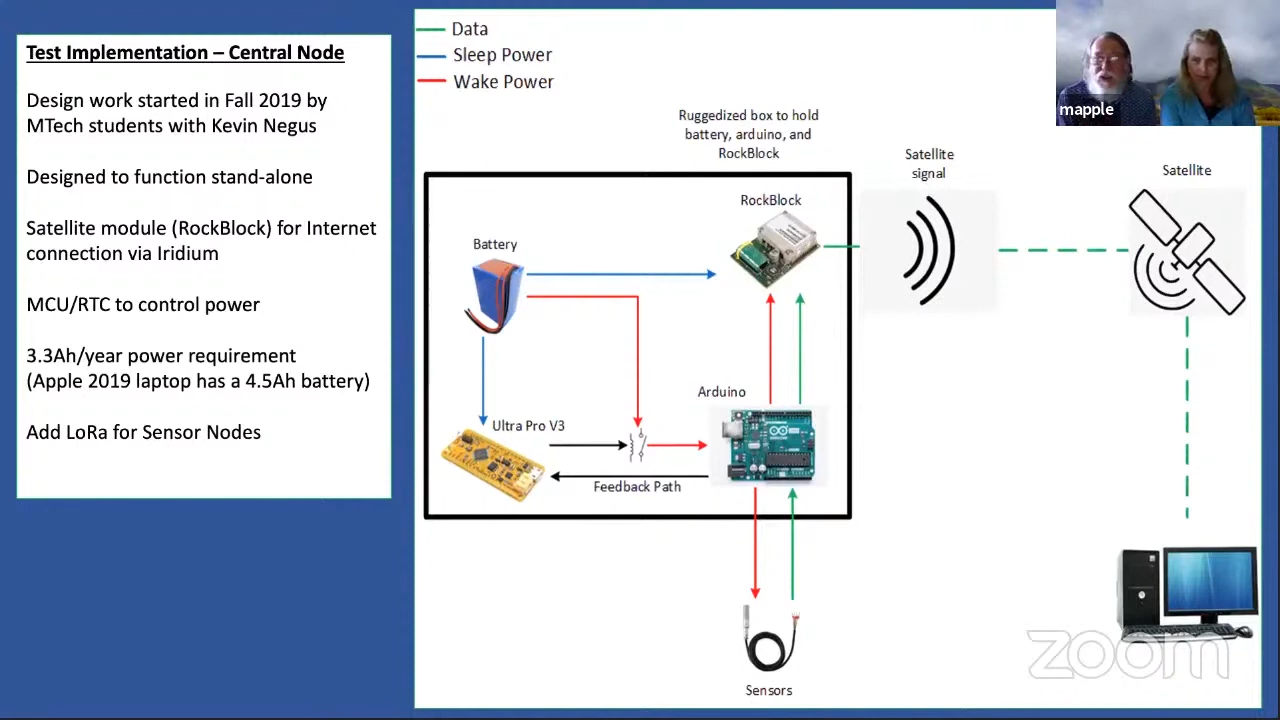 Test Implementation – Central Node
Design work started in Fall 2019 by
MTech students with Kevin Negus
Designed to function stand-alone
Satellite module (RockBlock) for Internet
connection via Iridium
MCU/RTC to control power
3.3Ah/year power requirement
(Apple 2019 laptop has a 4.5Ah battery)
Add LoRa for Sensor Nodes
Data
Sleep Power
Wake Power
Ruggedized box to hold
battery, arduino, and
RockBlock
Satellite
signal
Satellite
RockBlock
Battery
Arduino
Ultra Pro V3
Feedback Path
Sensors
mapple
zoom